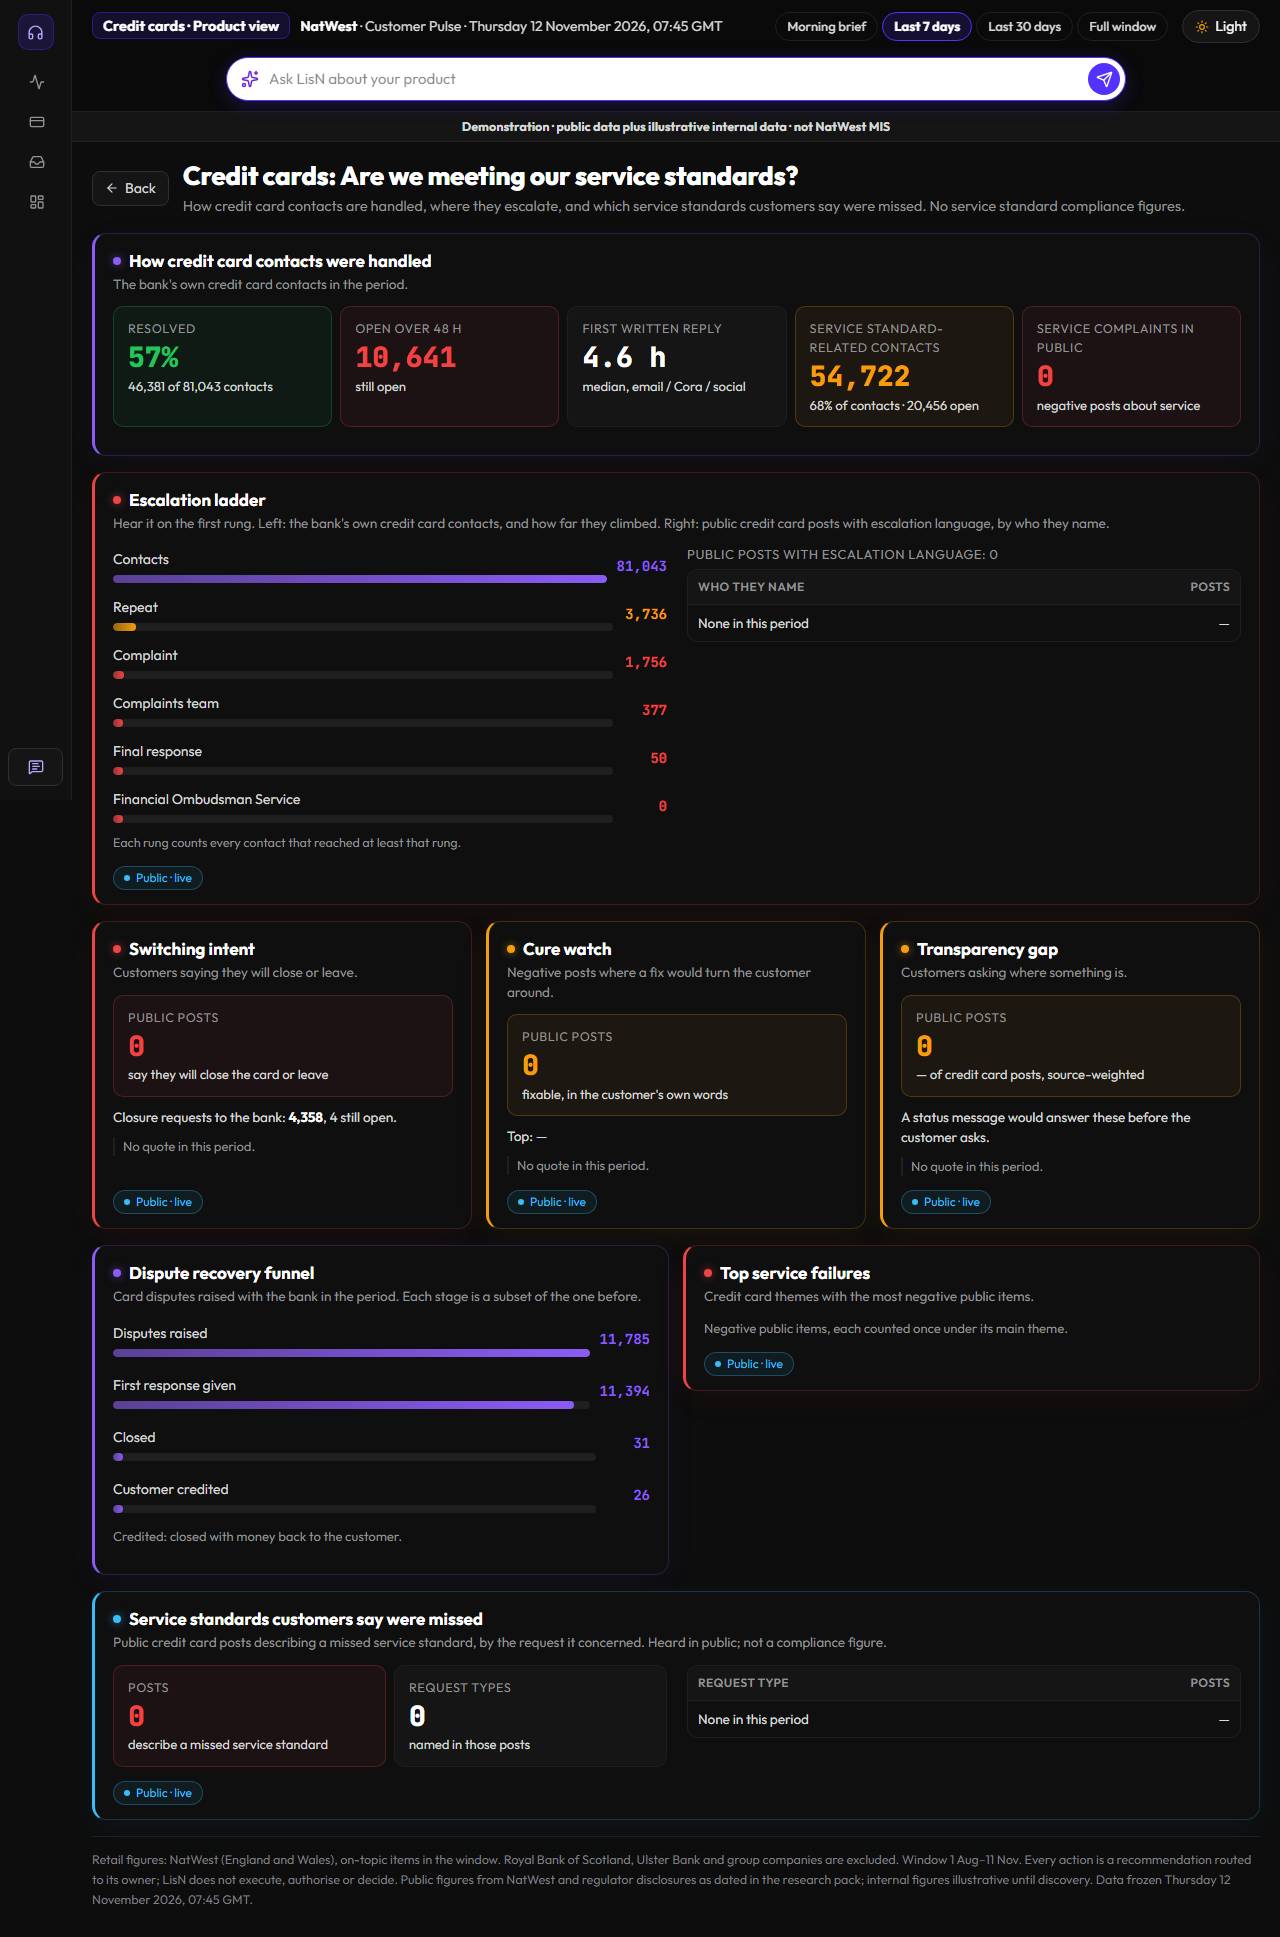 Credit cards · Product view
NatWest · Customer Pulse · Thursday 12 November 2026, 07:45 GMT
Morning brief
Last 7 days
Last 30 days
Full window
Light
Ask LisN about your product
Demonstration · public data plus illustrative internal data · not NatWest MIS
Back
Credit cards: Are we meeting our service standards?
How credit card contacts are handled, where they escalate, and which service standards customers say were missed. No service standard compliance figures.
How credit card contacts were handled
The bank's own credit card contacts in the period.
RESOLVED
57%
46,381 of 81,043 contacts
OPEN OVER 48 H
10,641
still open
FIRST WRITTEN REPLY
4.6 h
median, email / Cora / social
SERVICE STANDARD-
RELATED CONTACTS
54,722
68% of contacts · 20,456 open
SERVICE COMPLAINTS IN
PUBLIC
0
negative posts about service
Escalation ladder
Hear it on the first rung. Left: the bank's own credit card contacts, and how far they climbed. Right: public credit card posts with escalation language, by who they name.
Contacts
81,043
Repeat
3,736
Complaint
1,756
Complaints team
377
Final response
50
Financial Ombudsman Service
0
Each rung counts every contact that reached at least that rung.
Public · live
PUBLIC POSTS WITH ESCALATION LANGUAGE: 0
WHO THEY NAME POSTS
None in this period —
Switching intent
Customers saying they will close or leave.
PUBLIC POSTS
0
say they will close the card or leave
Closure requests to the bank: 4,358, 4 still open.
No quote in this period.
Public · live
Cure watch
Negative posts where a fix would turn the customer
around.
PUBLIC POSTS
0
fixable, in the customer's own words
Top: —
No quote in this period.
Public · live
Transparency gap
Customers asking where something is.
PUBLIC POSTS
0
— of credit card posts, source-weighted
A status message would answer these before the
customer asks.
No quote in this period.
Public · live
Dispute recovery funnel
Card disputes raised with the bank in the period. Each stage is a subset of the one before.
Disputes raised
11,785
First response given
11,394
Closed
31
Customer credited
26
Credited: closed with money back to the customer.
Top service failures
Credit card themes with the most negative public items.
Negative public items, each counted once under its main theme.
Public · live
Service standards customers say were missed
Public credit card posts describing a missed service standard, by the request it concerned. Heard in public; not a compliance figure.
POSTS
0
describe a missed service standard
REQUEST TYPES
0
named in those posts
REQUEST TYPE POSTS
None in this period —
Public · live
Retail figures: NatWest (England and Wales), on-topic items in the window. Royal Bank of Scotland, Ulster Bank and group companies are excluded. Window 1 Aug–11 Nov. Every action is a recommendation routed
to its owner; LisN does not execute, authorise or decide. Public figures from NatWest and regulator disclosures as dated in the research pack; internal figures illustrative until discovery. Data frozen Thursday 12
November 2026, 07:45 GMT.